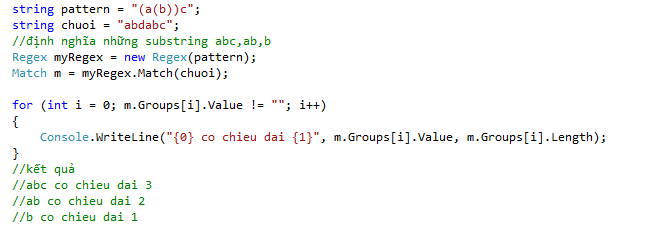 string pattern = "(a(b))c";
string chuoi = "abdabc";
//định nghĩa những substring abc,ab,b
Regex myRegex = new Regex(pattern);
Match m = myRegex.Match(chuoi);
for (int i = 0; m.Groups[i].Value != ""; i++)
{
Console.WriteLine("{0} co chieu dai {1}", m.Groups[i].Value, m.Groups[i].Length);
}
//kết quả
//abc co chieu dai 3
//ab co chieu dai 2
//b co chieu dai 1